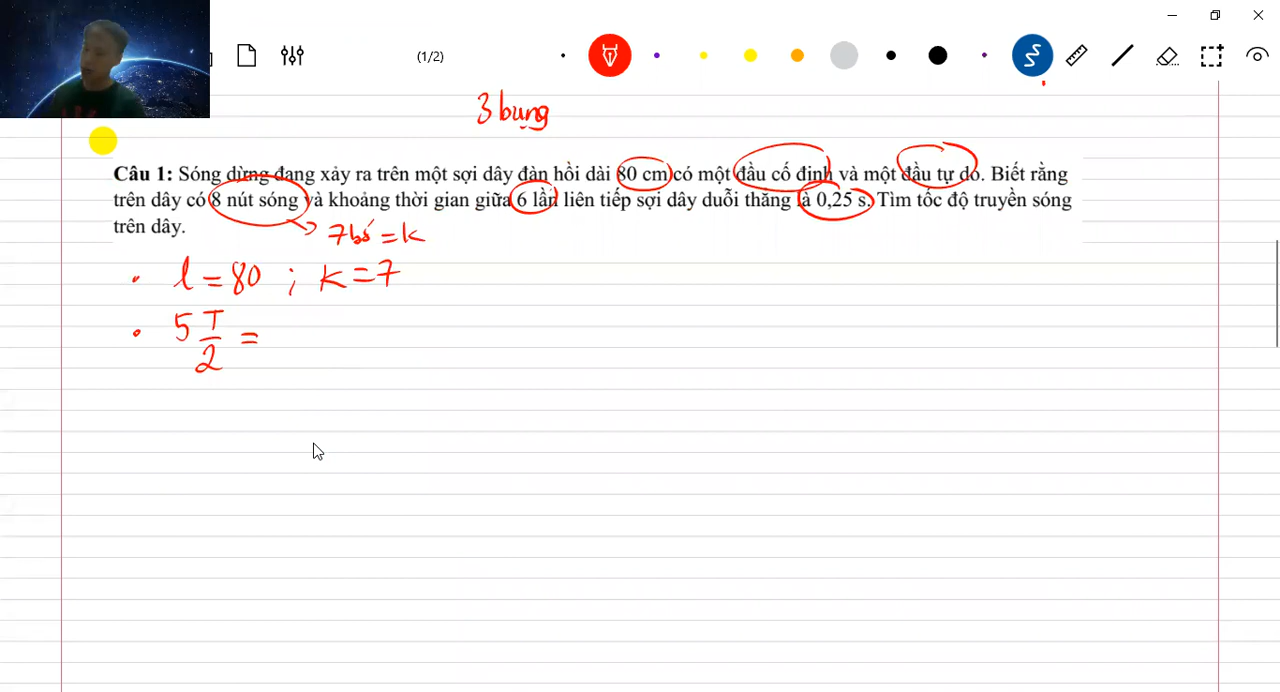 (1/2)
3 bụng
Câu 1: Sóng dừng đang xảy ra trên một sợi dây đàn hồi dài 80 cm có một đầu cố định và một đầu tự do. Biết rằng
trên dây có 8 nút sóng và khoảng thời gian giữa 6 lần liên tiếp sợi dây duỗi thẳng là 0,25 s. Tìm tốc độ truyền sóng
trên dây.
7 bó = k
• l = 80 ; k = 7
• 5 T/2 =